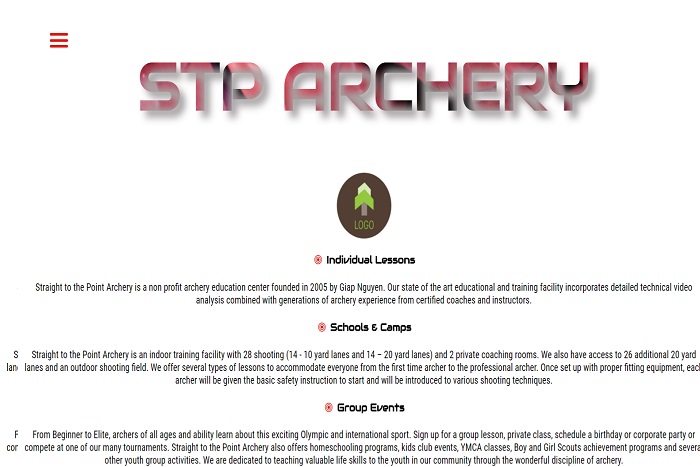 STP ARCHERY
LOGO
Individual Lessons
Straight to the Point Archery is a non profit archery education center founded in 2005 by Giap Nguyen. Our state of the art educational and training facility incorporates detailed technical video
analysis combined with generations of archery experience from certified coaches and instructors.
Schools & Camps
S Straight to the Point Archery is an indoor training facility with 28 shooting (14 - 10 yard lanes and 14 – 20 yard lanes) and 2 private coaching rooms. We also have access to 26 additional 20 yard
lanes and an outdoor shooting field. We offer several types of lessons to accommodate everyone from the first time archer to the professional archer. Once set up with proper fitting equipment, each
archer will be given the basic safety instruction to start and will be introduced to various shooting techniques.
Group Events
F From Beginner to Elite, archers of all ages and ability learn about this exciting Olympic and international sport. Sign up for a group lesson, private class, schedule a birthday or corporate party or
compete at one of our many tournaments. Straight to the Point Archery also offers homeschooling programs, kids club events, YMCA classes, Boy and Girl Scouts achievement programs and
other youth group activities. We are dedicated to teaching valuable life skills to the youth in our community through the wonderful discipline of archery.